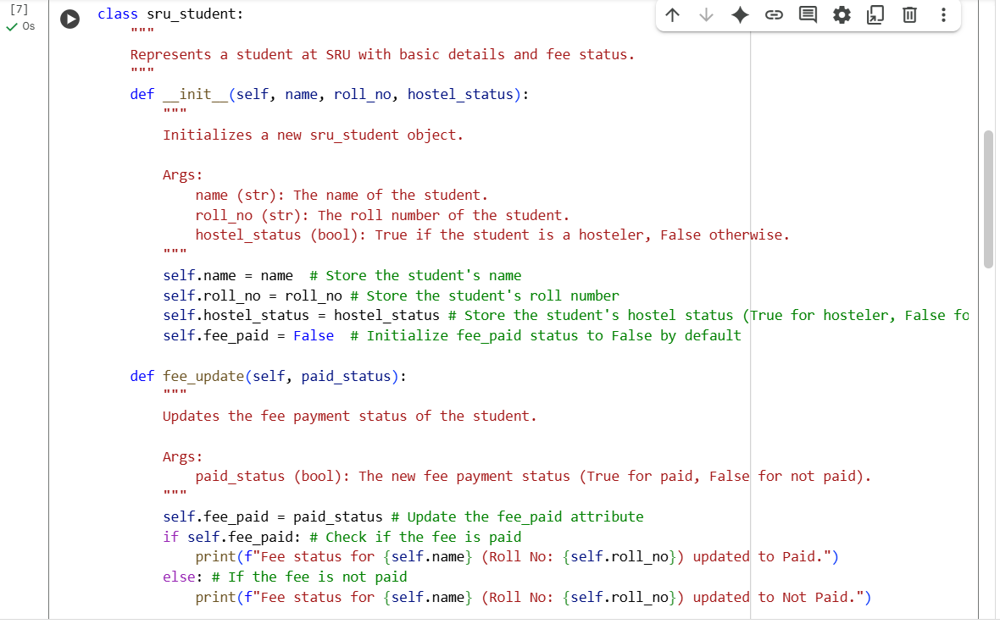 [7]
0s
class sru_student:
    """
    Represents a student at SRU with basic details and fee status.
    """
    def __init__(self, name, roll_no, hostel_status):
        """
        Initializes a new sru_student object.

        Args:
            name (str): The name of the student.
            roll_no (str): The roll number of the student.
            hostel_status (bool): True if the student is a hosteler, False otherwise.
        """
        self.name = name  # Store the student's name
        self.roll_no = roll_no # Store the student's roll number
        self.hostel_status = hostel_status # Store the student's hostel status (True for hosteler, False fo
        self.fee_paid = False  # Initialize fee_paid status to False by default

    def fee_update(self, paid_status):
        """
        Updates the fee payment status of the student.

        Args:
            paid_status (bool): The new fee payment status (True for paid, False for not paid).
        """
        self.fee_paid = paid_status # Update the fee_paid attribute
        if self.fee_paid: # Check if the fee is paid
            print(f"Fee status for {self.name} (Roll No: {self.roll_no}) updated to Paid.")
        else: # If the fee is not paid
            print(f"Fee status for {self.name} (Roll No: {self.roll_no}) updated to Not Paid.")